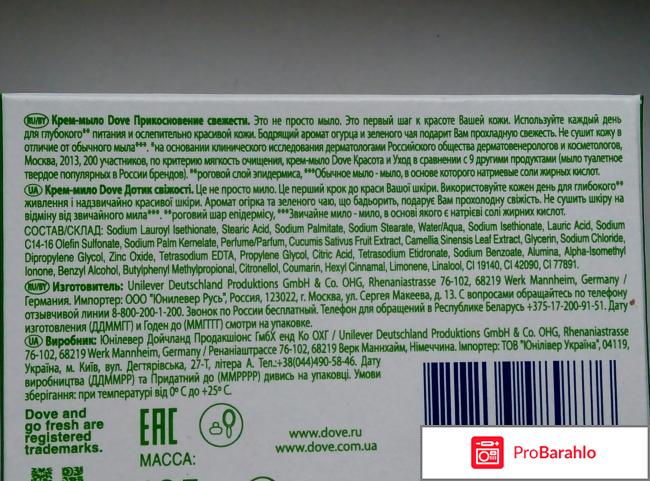 RU/BY Крем-мыло Dove Прикосновение свежести. Это не просто мыло. Это первый шаг к красоте Вашей кожи. Используйте каждый день
для глубокого** питания и ослепительно красивой кожи. Бодрящий аромат огурца и зеленого чая подарит Вам прохладную свежесть. Не сушит кожу в
отличие от обычного мыла***. *на основании клинического исследования дерматологами Российского общества дерматовенерологов и косметологов,
Москва, 2013, 200 участников, по критерию мягкость очищения, крем-мыло Dove Красота и Уход в сравнении с 9 другими продуктами (мыло туалетное
твердое популярных в России брендов). **роговой слой эпидермиса, ***Обычное мыло - мыло, в основе которого натриевые соли жирных кислот.
UA Крем-мило Dove Дотик свіжості. Це не просто мило. Це перший крок до краси Вашої шкіри. Використовуйте кожен день для глибокого**
живлення і надзвичайно красивої шкіри. Аромат огірка та зеленого чаю, що бадьорить, подарує Вам прохолодну свіжість. Не сушить шкіру на
відміну від звичайного мила***. **роговий шар епідермісу, ***Звичайне мило - мило, в основі якого є натрієві солі жирних кислот.
СОСТАВ/СКЛАД: Sodium Lauroyl Isethionate, Stearic Acid, Sodium Palmitate, Sodium Stearate, Water/Aqua, Sodium Isethionate, Lauric Acid, Sodium
C14-16 Olefin Sulfonate, Sodium Palm Kernelate, Perfume/Parfum, Cucumis Sativus Fruit Extract, Camellia Sinensis Leaf Extract, Glycerin, Sodium Chloride,
Dipropylene Glycol, Zinc Oxide, Tetrasodium EDTA, Propylene Glycol, Citric Acid, Tetrasodium Etidronate, Sodium Benzoate, Alumina, Alpha-Isomethyl
Ionone, Benzyl Alcohol, Butylphenyl Methylpropional, Citronellol, Coumarin, Hexyl Cinnamal, Limonene, Linalool, CI 19140, CI 42090, CI 77891.
RU/BY Изготовитель: Unilever Deutschland Produktions GmbH & Co. OHG, Rhenaniastrasse 76-102, 68219 Werk Mannheim, Germany /
Германия. Импортер: ООО "Юнилевер Русь", Россия, 123022, г. Москва, ул. Сергея Макеева, д. 13. С вопросами обращайтесь по телефону
отзывчивой линии 8-800-200-1-200. Звонок по России бесплатный. Телефон для обращений в Республике Беларусь +375-17-200-91-51. Дату
изготовления (ДДММГГ) и Годен до (ММГГГГ) смотри на упаковке.
UA Виробник: Юнілевер Дойчланд Продакшіонс ГмбХ енд Ко ОХГ / Unilever Deutschland Produktions GmbH & Co. OHG, Rhenaniastrasse
76-102, 68219 Werk Mannheim, Germany / Ренаніаштрассе 76-102, 68219 Верк Маннхайм, Німеччина. Імпортер: ТОВ "Юнілівер Україна", 04119,
Україна, м. Київ, вул. Дегтярівська, 27-Т, літера А. Тел.:+38(044)490-58-46. Дату
виробництва (ДДММРР) та Придатний до (ММРРРР) дивись на упаковці. Умови
зберігання: при температурі від 0° С до +25° С.
Dove and
go fresh are
registered
trademarks.
EAC
www.dove.ru
www.dove.com.ua
МАССА:
ProBarahlo